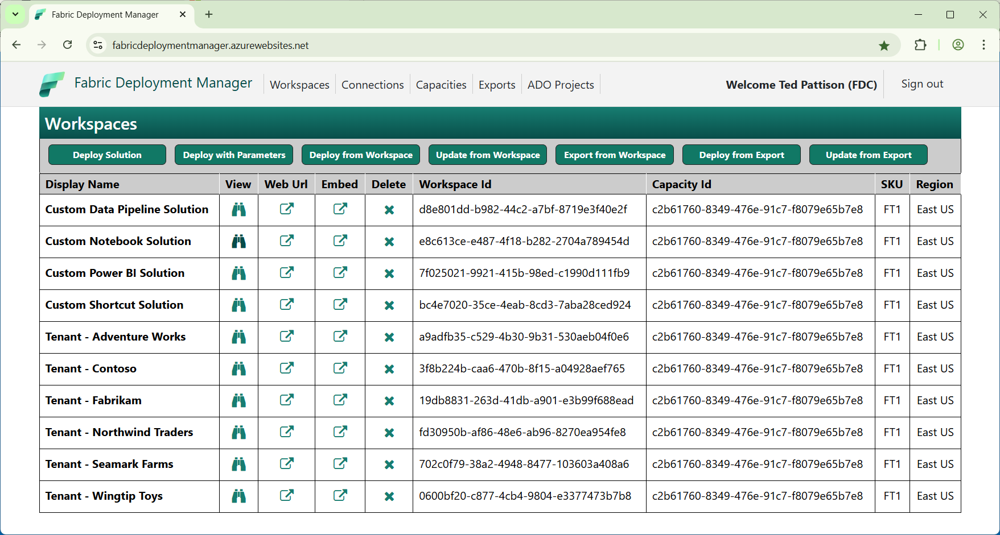 Fabric Deployment Manager
fabricdeploymentmanager.azurewebsites.net
Fabric Deployment Manager Workspaces Connections Capacities Exports ADO Projects Welcome Ted Pattison (FDC) Sign out
Workspaces
Deploy Solution Deploy with Parameters Deploy from Workspace Update from Workspace Export from Workspace Deploy from Export Update from Export
Display Name View Web Url Embed Delete Workspace Id Capacity Id SKU Region
Custom Data Pipeline Solution d8e801dd-b982-44c2-a7bf-8719e3f40e2f c2b61760-8349-476e-91c7-f8079e65b7e8 FT1 East US
Custom Notebook Solution e8c613ce-e487-4f18-b282-2704a789454d c2b61760-8349-476e-91c7-f8079e65b7e8 FT1 East US
Custom Power BI Solution 7f025021-9921-415b-98ed-c1990d111fb9 c2b61760-8349-476e-91c7-f8079e65b7e8 FT1 East US
Custom Shortcut Solution bc4e7020-35ce-4eab-8cd3-7aba28ced924 c2b61760-8349-476e-91c7-f8079e65b7e8 FT1 East US
Tenant - Adventure Works a9adfb35-c529-4b30-9b31-530aeb04f0e6 c2b61760-8349-476e-91c7-f8079e65b7e8 FT1 East US
Tenant - Contoso 3f8b224b-caa6-470b-8f15-a04928aef765 c2b61760-8349-476e-91c7-f8079e65b7e8 FT1 East US
Tenant - Fabrikam 19db8831-263d-41db-a901-e3b99f688ead c2b61760-8349-476e-91c7-f8079e65b7e8 FT1 East US
Tenant - Northwind Traders fd30950b-af86-48e6-ab96-8270ea954fe8 c2b61760-8349-476e-91c7-f8079e65b7e8 FT1 East US
Tenant - Seamark Farms 702c0f79-38a2-4948-8477-103603a408a6 c2b61760-8349-476e-91c7-f8079e65b7e8 FT1 East US
Tenant - Wingtip Toys 0600bf20-c877-4cb4-9804-e3377473b7b8 c2b61760-8349-476e-91c7-f8079e65b7e8 FT1 East US